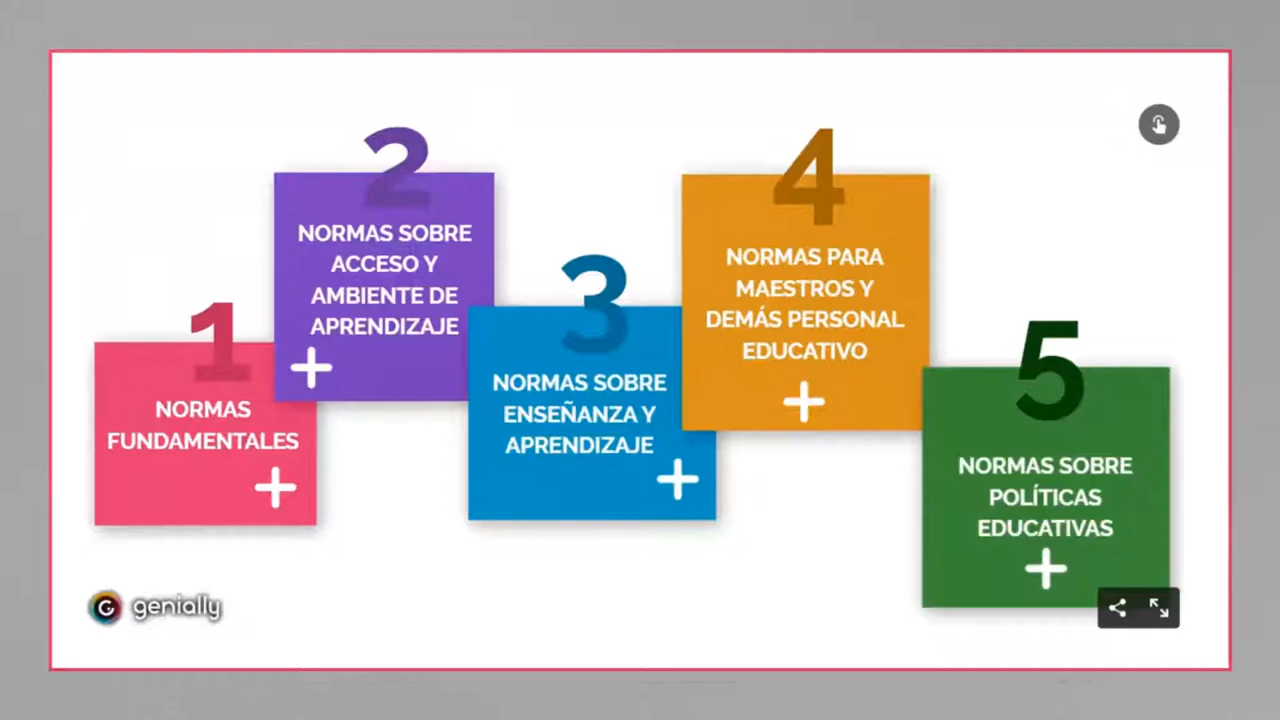 1
NORMAS
FUNDAMENTALES
2
NORMAS SOBRE
ACCESO Y
AMBIENTE DE
APRENDIZAJE
3
NORMAS SOBRE
ENSEÑANZA Y
APRENDIZAJE
4
NORMAS PARA
MAESTROS Y
DEMÁS PERSONAL
EDUCATIVO
5
NORMAS SOBRE
POLÍTICAS
EDUCATIVAS
genially